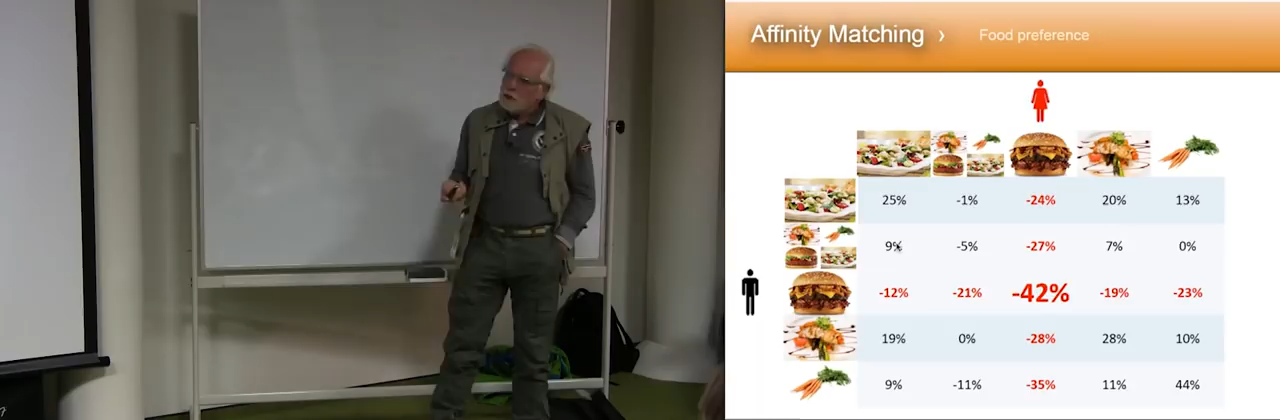 Affinity Matching › Food preference
25% -1% -24% 20% 13%
9% -5% -27% 7% 0%
-12% -21% -42% -19% -23%
19% 0% -28% 28% 10%
9% -11% -35% 11% 44%